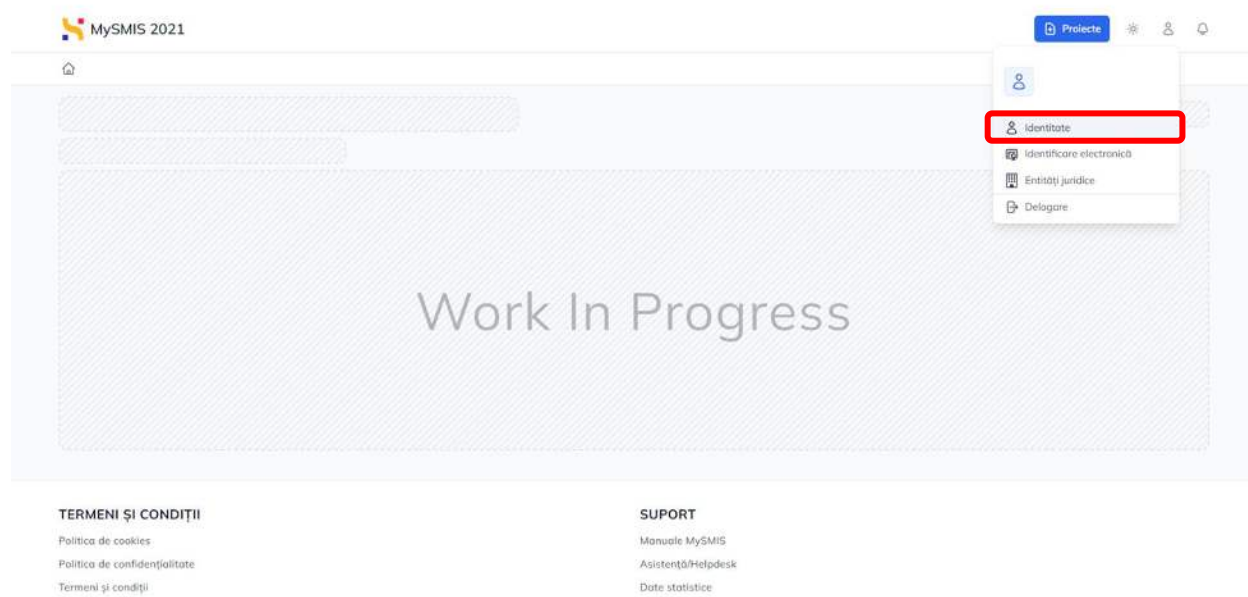 MySMIS 2021
Proiecte
Identitate
Identificare electronică
Entități juridice
Delogare
Work In Progress
TERMENI ȘI CONDIȚII
Politica de cookies
Politica de confidențialitate
Termeni și condiții
SUPORT
Manuale MySMIS
Asistență/Helpdesk
Date statistice